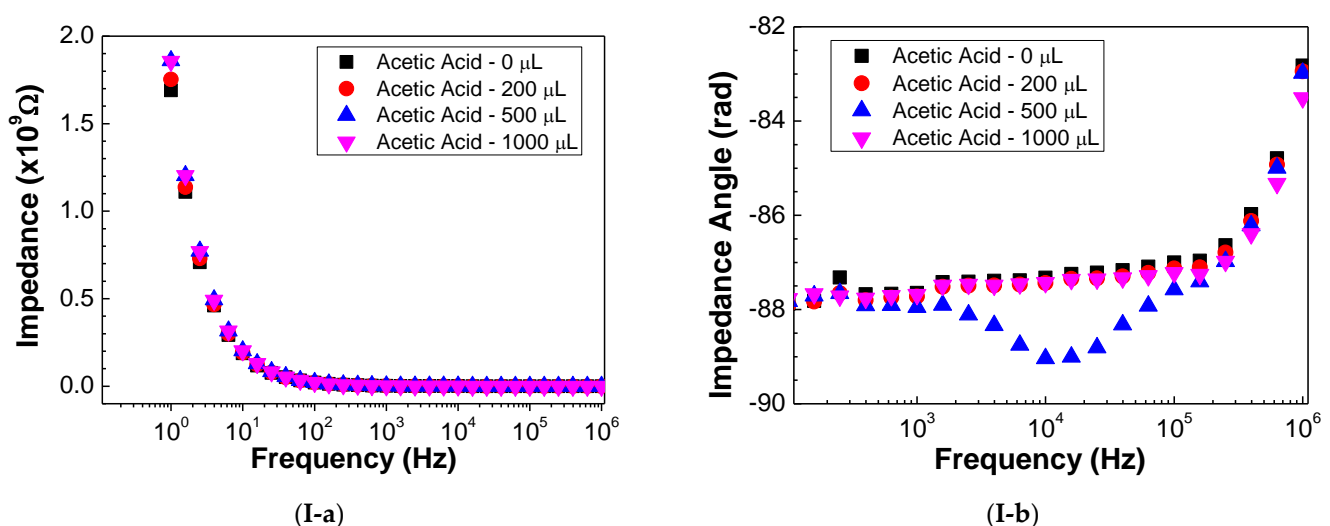 2.0
1.5
1.0
0.5
0.0
Impedance (x10⁹Ω)
Acetic Acid - 0 μL
Acetic Acid - 200 μL
Acetic Acid - 500 μL
Acetic Acid - 1000 μL
10⁰ 10¹ 10² 10³ 10⁴ 10⁵ 10⁶
Frequency (Hz)
(I-a)
-82
-84
-86
-88
-90
Impedance Angle (rad)
Acetic Acid - 0 μL
Acetic Acid - 200 μL
Acetic Acid - 500 μL
Acetic Acid - 1000 μL
10³ 10⁴ 10⁵ 10⁶
Frequency (Hz)
(I-b)